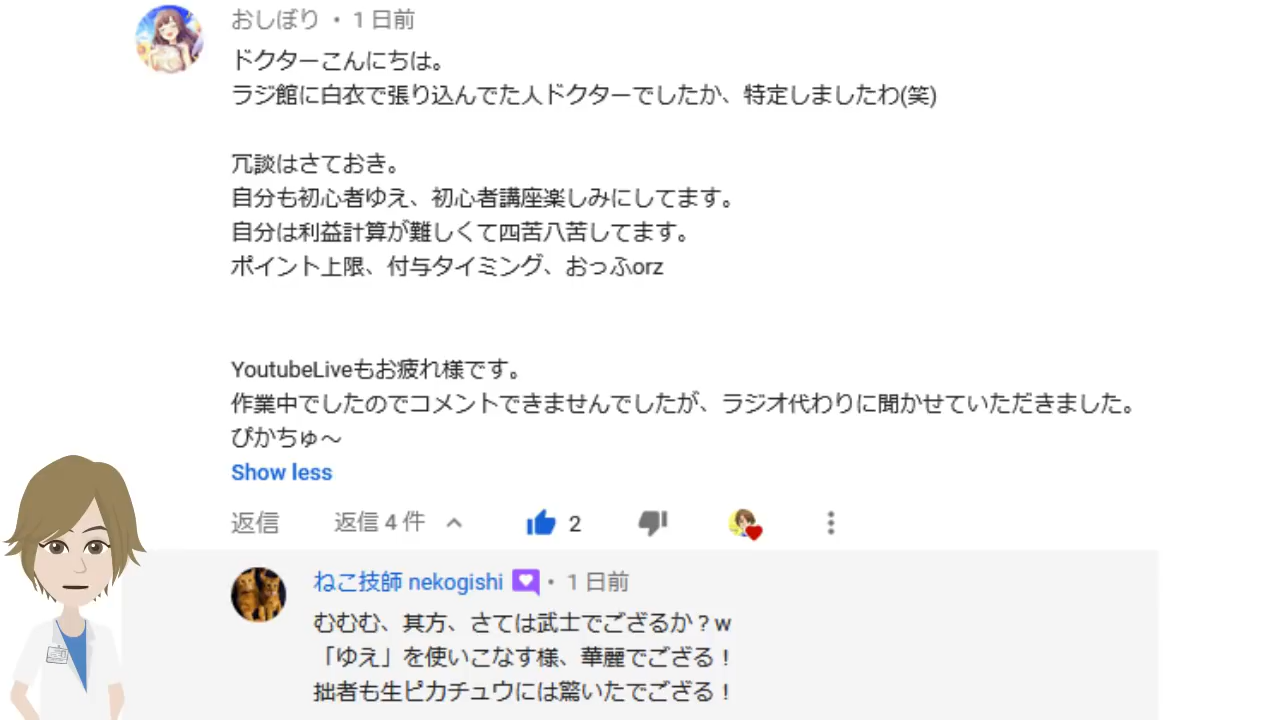 おしぼり ・ 1 日前
ドクターこんにちは。
ラジ館に白衣で張り込んでた人ドクターでしたか、特定しましたわ(笑)
冗談はさておき。
自分も初心者ゆえ、初心者講座楽しみにしてます。
自分は利益計算が難しくて四苦八苦してます。
ポイント上限、付与タイミング、おっふorz
YoutubeLiveもお疲れ様です。
作業中でしたのでコメントできませんでしたが、ラジオ代わりに聞かせていただきました。
ぴかちゅ～
Show less
返信 返信 4 件 2
ねこ技師 nekogishi ・ 1 日前
むむむ、其方、さては武士でござるか？w
「ゆえ」を使いこなす様、華麗でござる！
拙者も生ピカチュウには驚いたでござる！